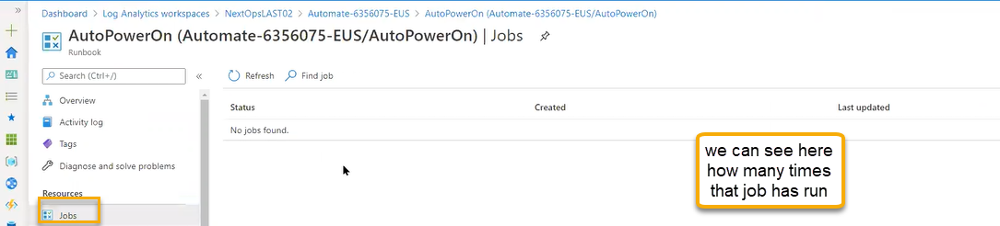 Dashboard > Log Analytics workspaces > NextOpsLAST02 > Automate-6356075-EUS > AutoPowerOn (Automate-6356075-EUS/AutoPowerOn)
AutoPowerOn (Automate-6356075-EUS/AutoPowerOn) | Jobs
Runbook
Search (Ctrl+/)
Refresh
Find job
Overview
Activity log
Tags
Diagnose and solve problems
Resources
Jobs
Status Created Last updated
No jobs found.
we can see here
how many times
that job has run